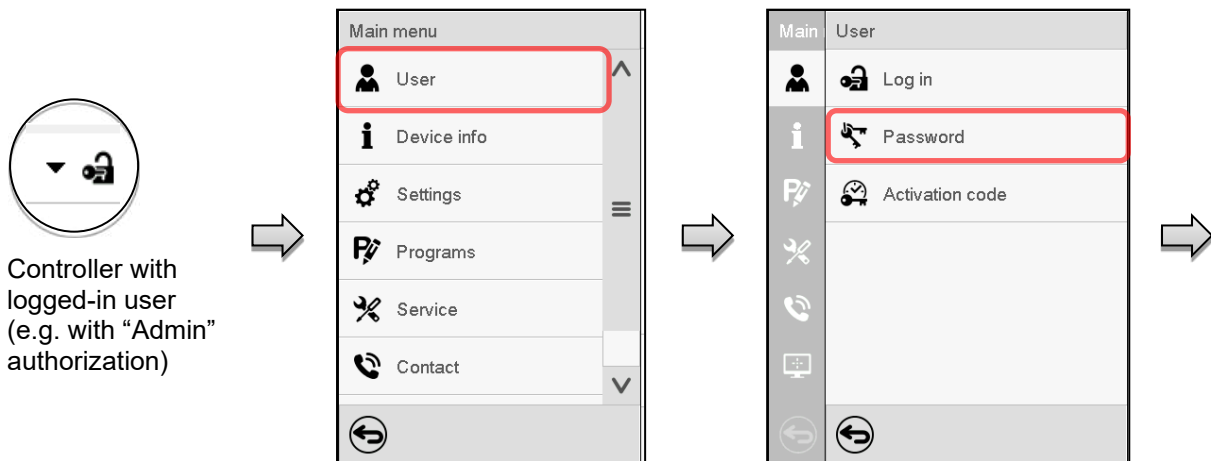 Controller with
logged-in user
(e.g. with “Admin”
authorization)
Main menu
User
Device info
Settings
Programs
Service
Contact
Main
User
Log in
Password
Activation code